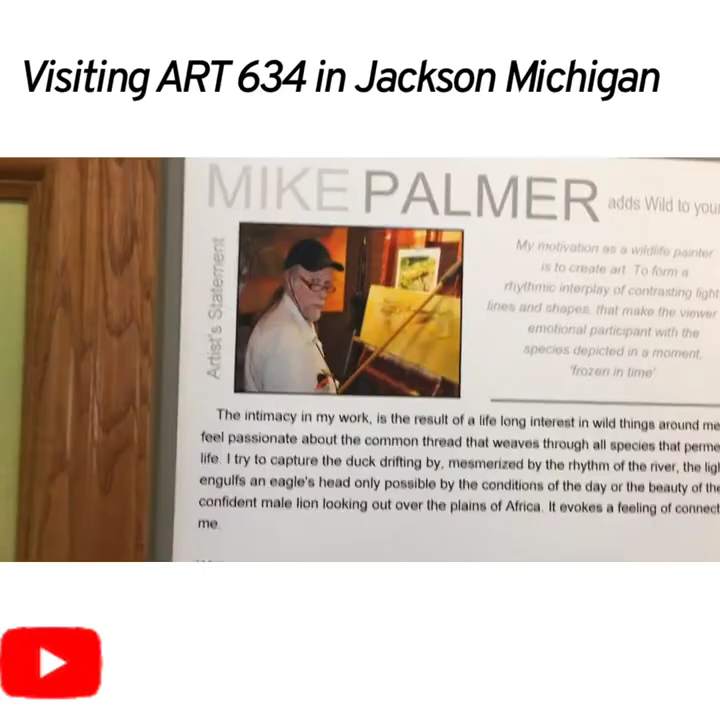 Visiting ART 634 in Jackson Michigan
MIKE PALMER adds Wild to your
Artist's Statement
My motivation as a wildlife painter
is to create art. To form a
rhythmic interplay of contrasting light
lines and shapes, that make the viewer
emotional participant with the
species depicted in a moment,
'frozen in time'
The intimacy in my work, is the result of a life long interest in wild things around me
feel passionate about the common thread that weaves through all species that perme
life. I try to capture the duck drifting by, mesmerized by the rhythm of the river, the ligh
engulfs an eagle's head only possible by the conditions of the day or the beauty of the
confident male lion looking out over the plains of Africa. It evokes a feeling of connect
me.